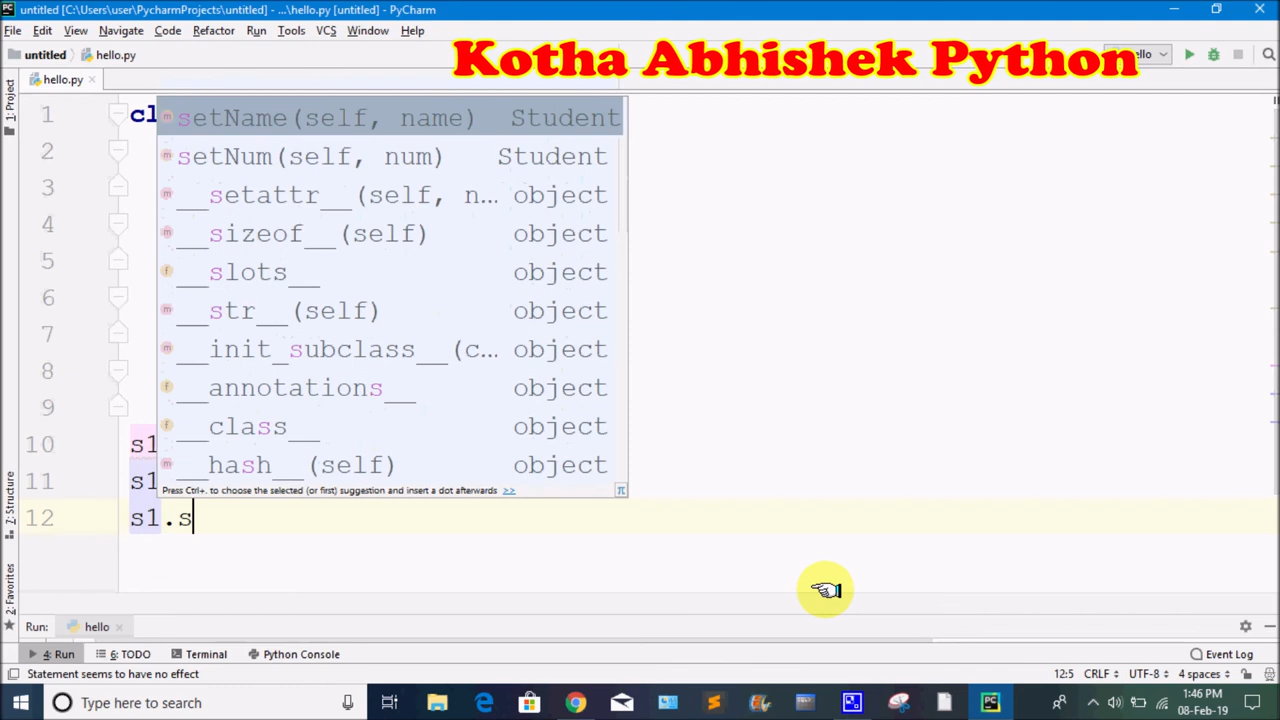 untitled [C:\Users\user\PycharmProjects\untitled] - ...\hello.py [untitled] - PyCharm
File Edit View Navigate Code Refactor Run Tools VCS Window Help
Kotha Abhishek Python
untitled hello.py
hello.py
1: Project
1 cl
2
3
4
5
6
7
8
9
10 s1
11 s1
12 s1.s
setName(self, name) Student
setNum(self, num) Student
__setattr__(self, n... object
__sizeof__(self) object
__slots__ object
__str__(self) object
__init_subclass__(c... object
__annotations__ object
__class__ object
__hash__(self) object
Press Ctrl+. to choose the selected (or first) suggestion and insert a dot afterwards >>
π
7: Structure
2: Favorites
Run: hello
4: Run 6: TODO Terminal Python Console Event Log
Statement seems to have no effect 12:5 CRLF UTF-8 4 spaces
Type here to search
1:46 PM
08-Feb-19